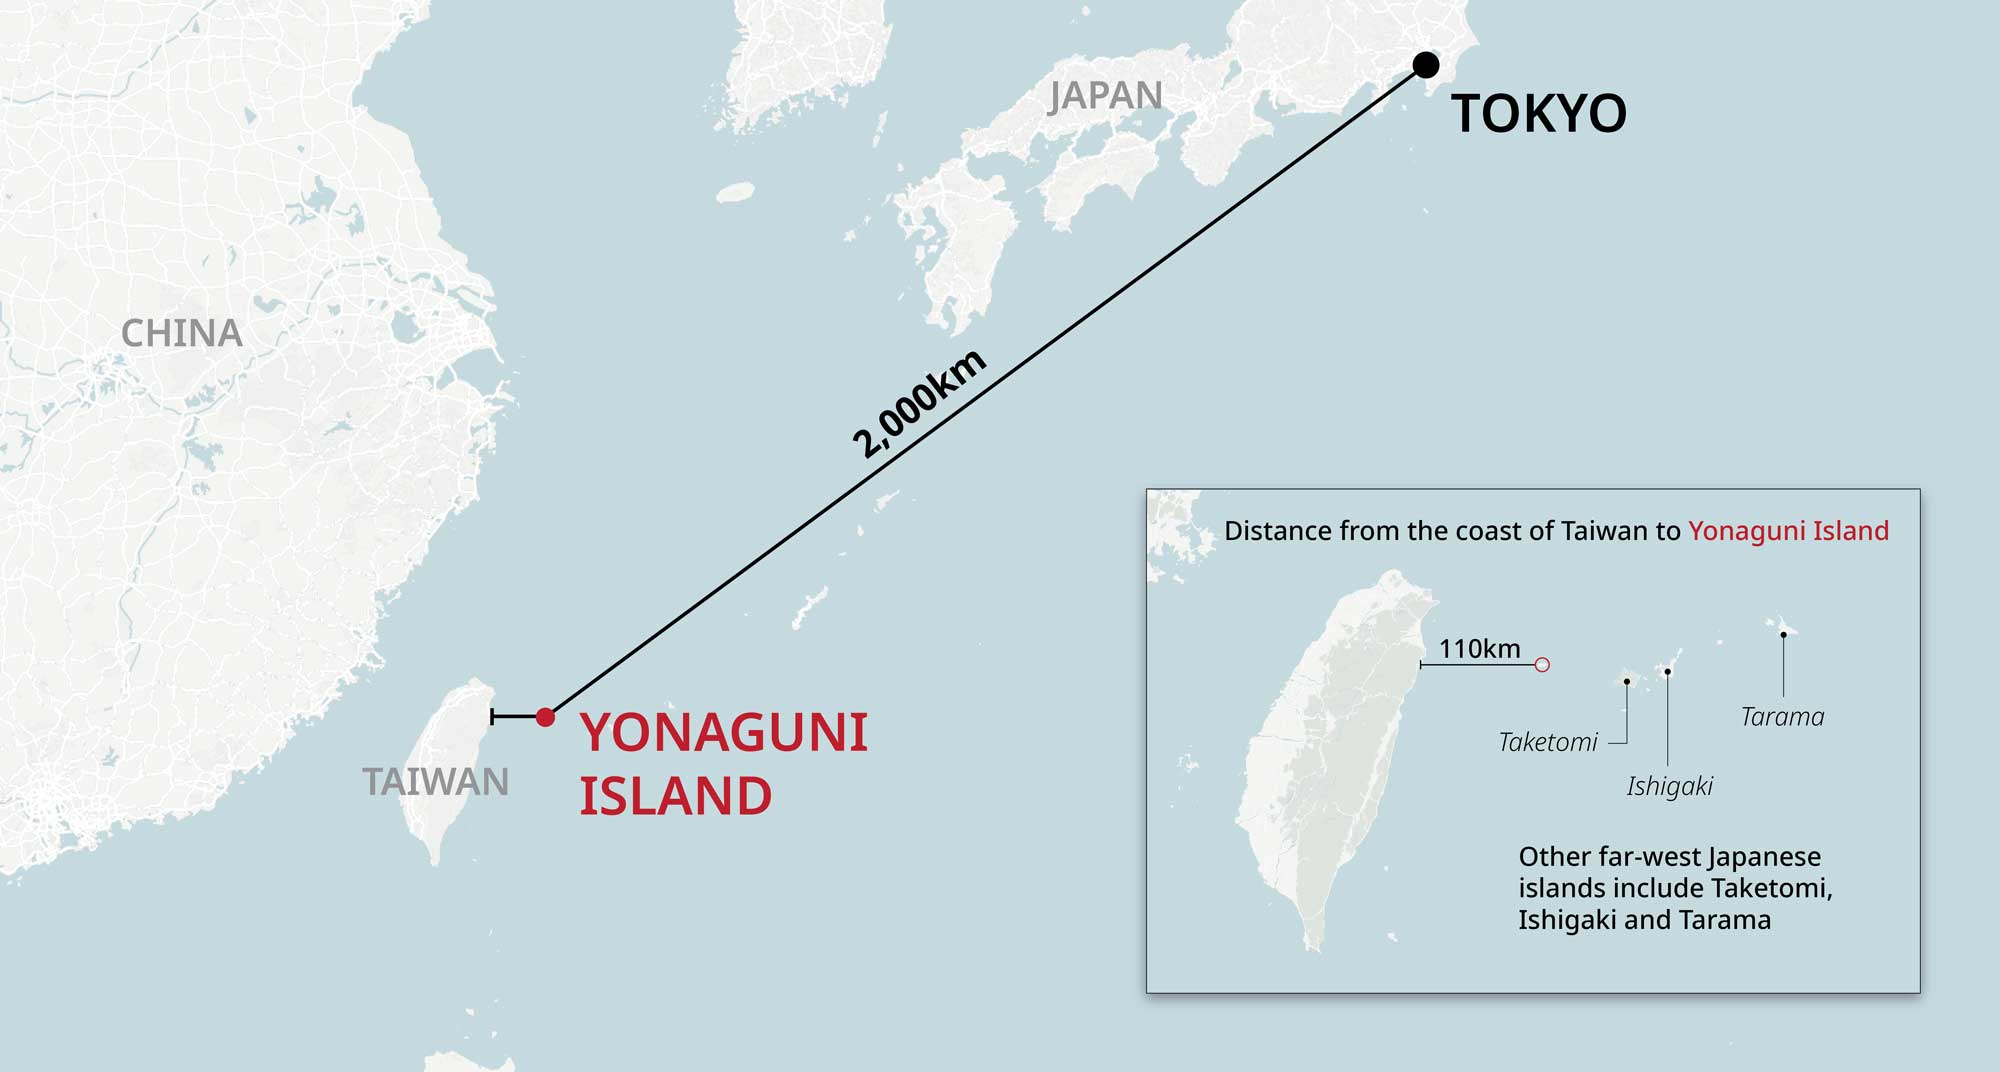 JAPAN
TOKYO
CHINA
2,000km
YONAGUNI
ISLAND
TAIWAN
Distance from the coast of Taiwan to Yonaguni Island
110km
Tarama
Taketomi
Ishigaki
Other far-west Japanese
islands include Taketomi,
Ishigaki and Tarama